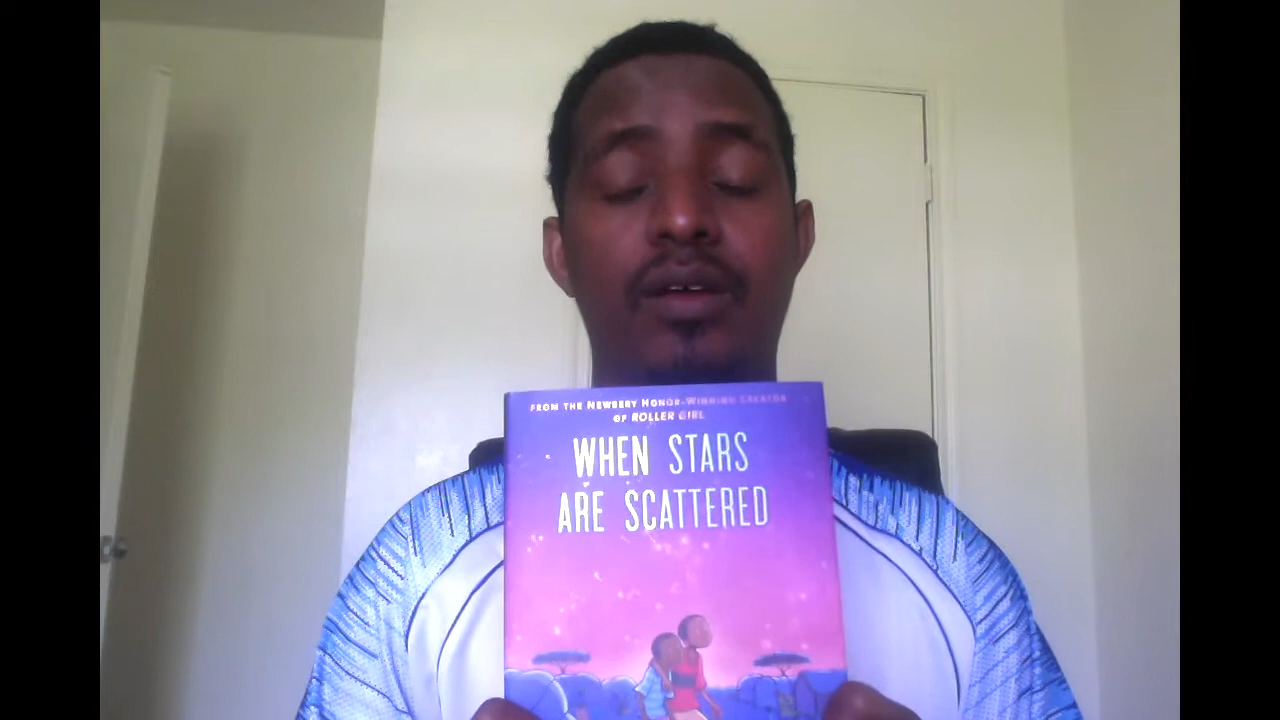 FROM THE NEWBERY HONOR-WINNING CREATOR
OF ROLLER GIRL
WHEN STARS
ARE SCATTERED